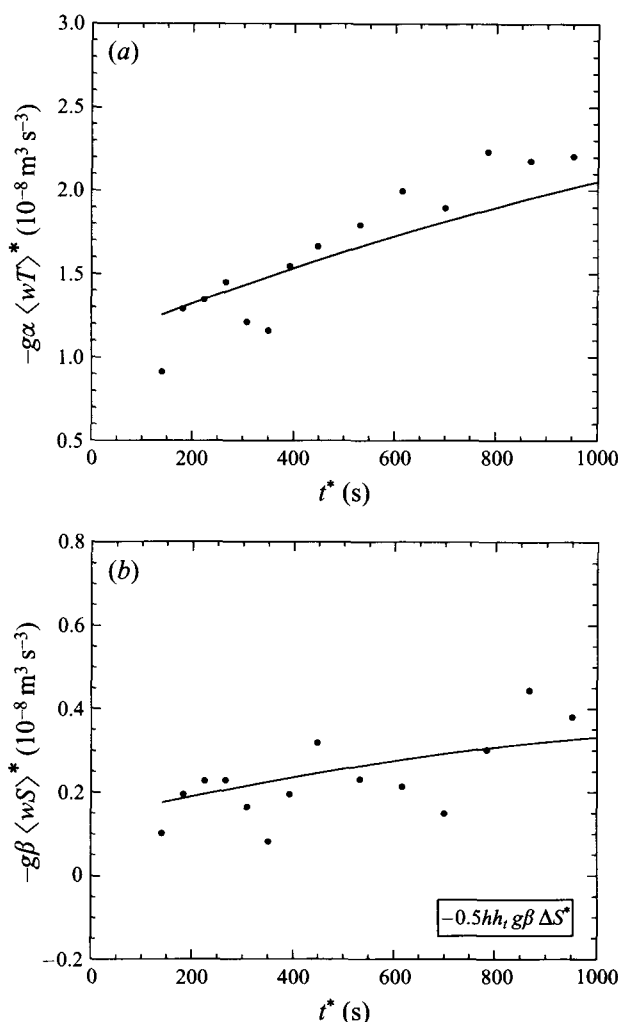 (a)
3.0
2.5
2.0
1.5
1.0
0.5
0 200 400 600 800 1000
t* (s)
−gα ⟨wT⟩* (10⁻⁸ m³ s⁻³)
(b)
0.8
0.6
0.4
0.2
0
−0.2
0 200 400 600 800 1000
t* (s)
−gβ ⟨wS⟩* (10⁻⁸ m³ s⁻³)
−0.5hhₜ gβ ΔS*